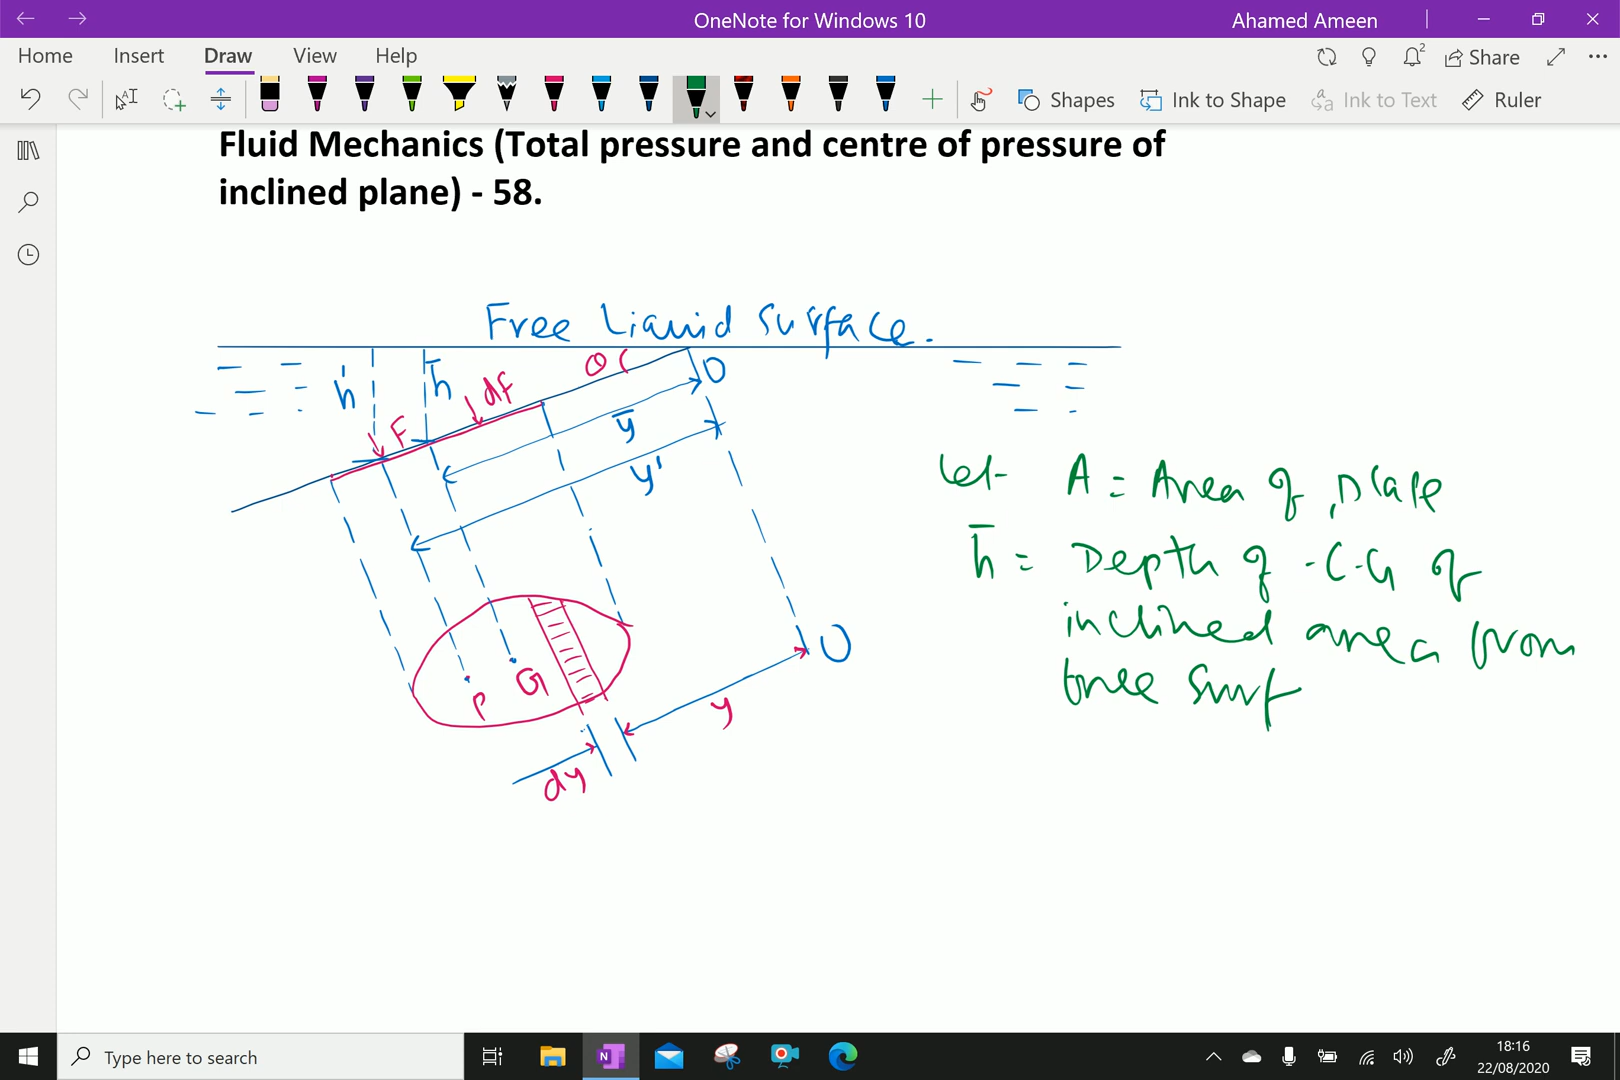 OneNote for Windows 10
Ahamed Ameen
Home Insert Draw View Help
2
Share
Shapes
Ink to Shape
Ink to Text
Ruler
Fluid Mechanics (Total pressure and centre of pressure of
inclined plane) - 58.
Free Liquid Surface.
h' h̄ dF θ O
F
ȳ
y'
Let A = Area of plate
h̄ = Depth of C.G of
inclined area from
free surf
P G O
y
dy
Type here to search
18:16
22/08/2020